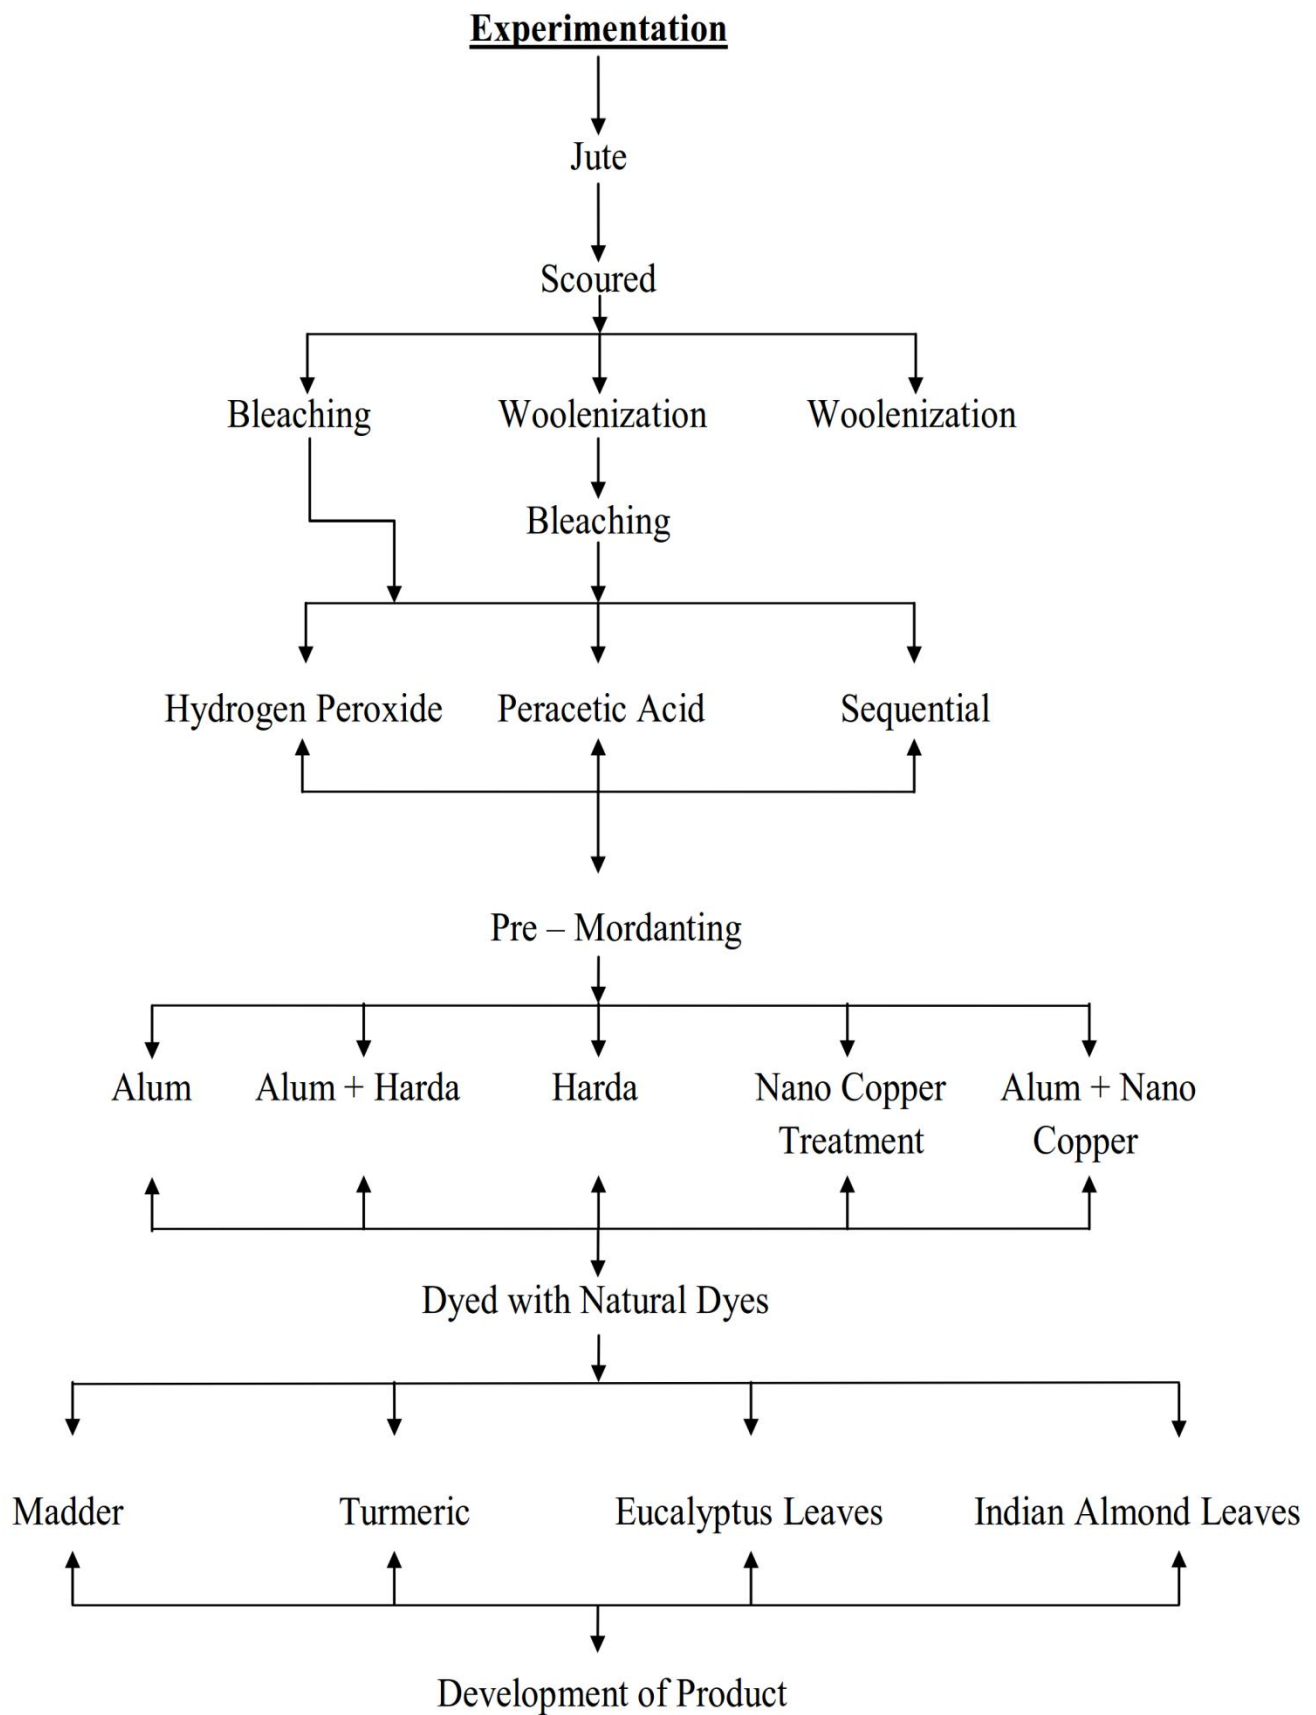 Experimentation
Jute
Scoured
Bleaching
Woolenization
Woolenization
Bleaching
Hydrogen Peroxide
Peracetic Acid
Sequential
Pre – Mordanting
Alum
Alum + Harda
Harda
Nano Copper
Treatment
Alum + Nano
Copper
Dyed with Natural Dyes
Madder
Turmeric
Eucalyptus Leaves
Indian Almond Leaves
Development of Product